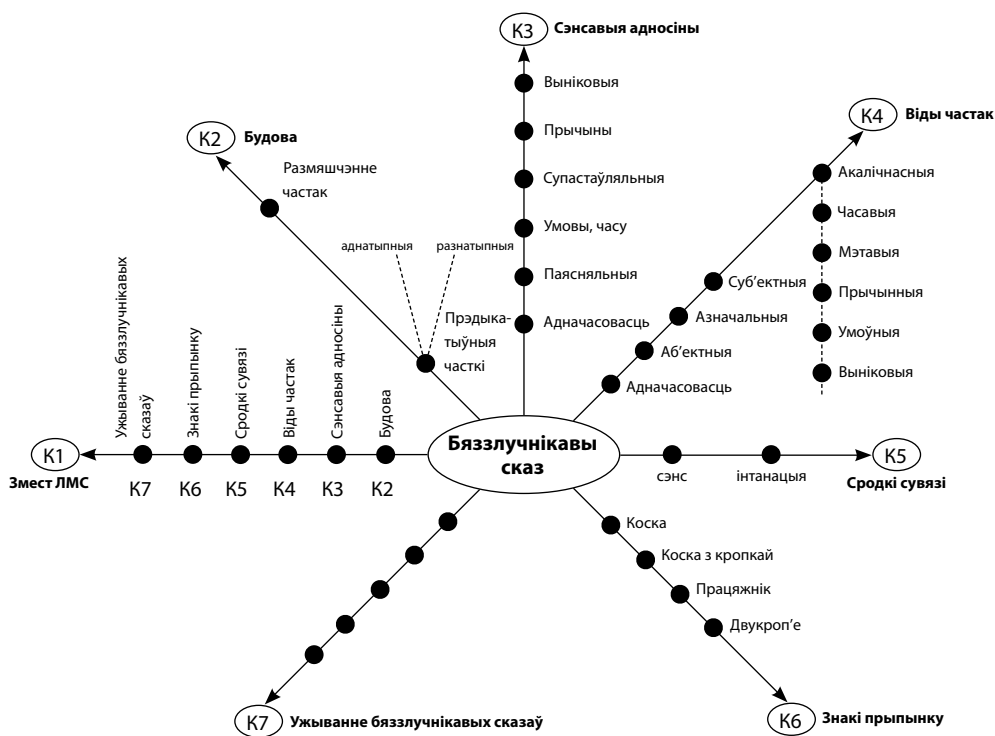 К3
Сэнсавыя адносіны
Выніковыя
Прычыны
Супастаўляльныя
Умовы, часу
Паясняльныя
Адначасовасць
К2
Будова
Размяшчэнне
частак
аднатыпныя
разнатыпныя
Прэдыка-
тыўныя
часткі
К4
Віды частак
Акалічнасныя
Часавыя
Мэтавыя
Прычынныя
Умоўныя
Выніковыя
Суб’ектныя
Азначальныя
Аб’ектныя
Адначасовасць
К1
Змест ЛМС
Ужыванне бяззлучнікавых
сказаў
Знакі прыпынку
Сродкі сувязі
Віды частак
Сэнсавыя адносіны
Будова
К7
К6
К5
К4
К3
К2
Бяззлучнікавы
сказ
сэнс
інтанацыя
К5
Сродкі сувязі
Коска
Коска з кропкай
Працяжнік
Двукроп’е
К6
Знакі прыпынку
К7
Ужыванне бяззлучнікавых сказаў